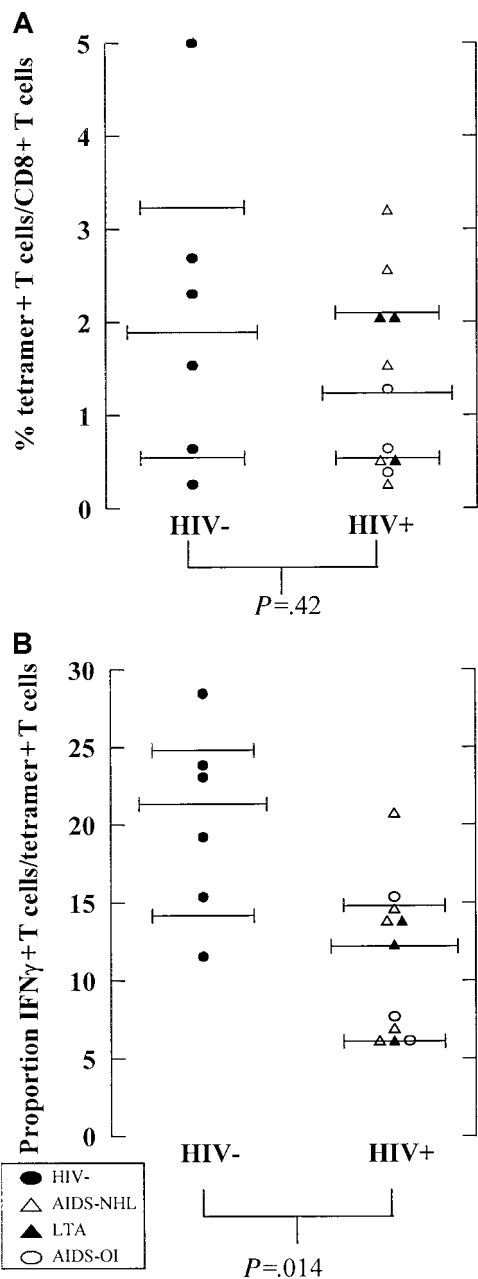 A
% tetramer+ T cells/CD8+ T cells
5
4
3
2
1
0
HIV-
HIV+
P=.42
B
Proportion IFNγ+T cells/tetramer+T cells
30
25
20
15
10
5
0
HIV-
HIV+
HIV-
AIDS-NHL
LTA
AIDS-OI
P=.014